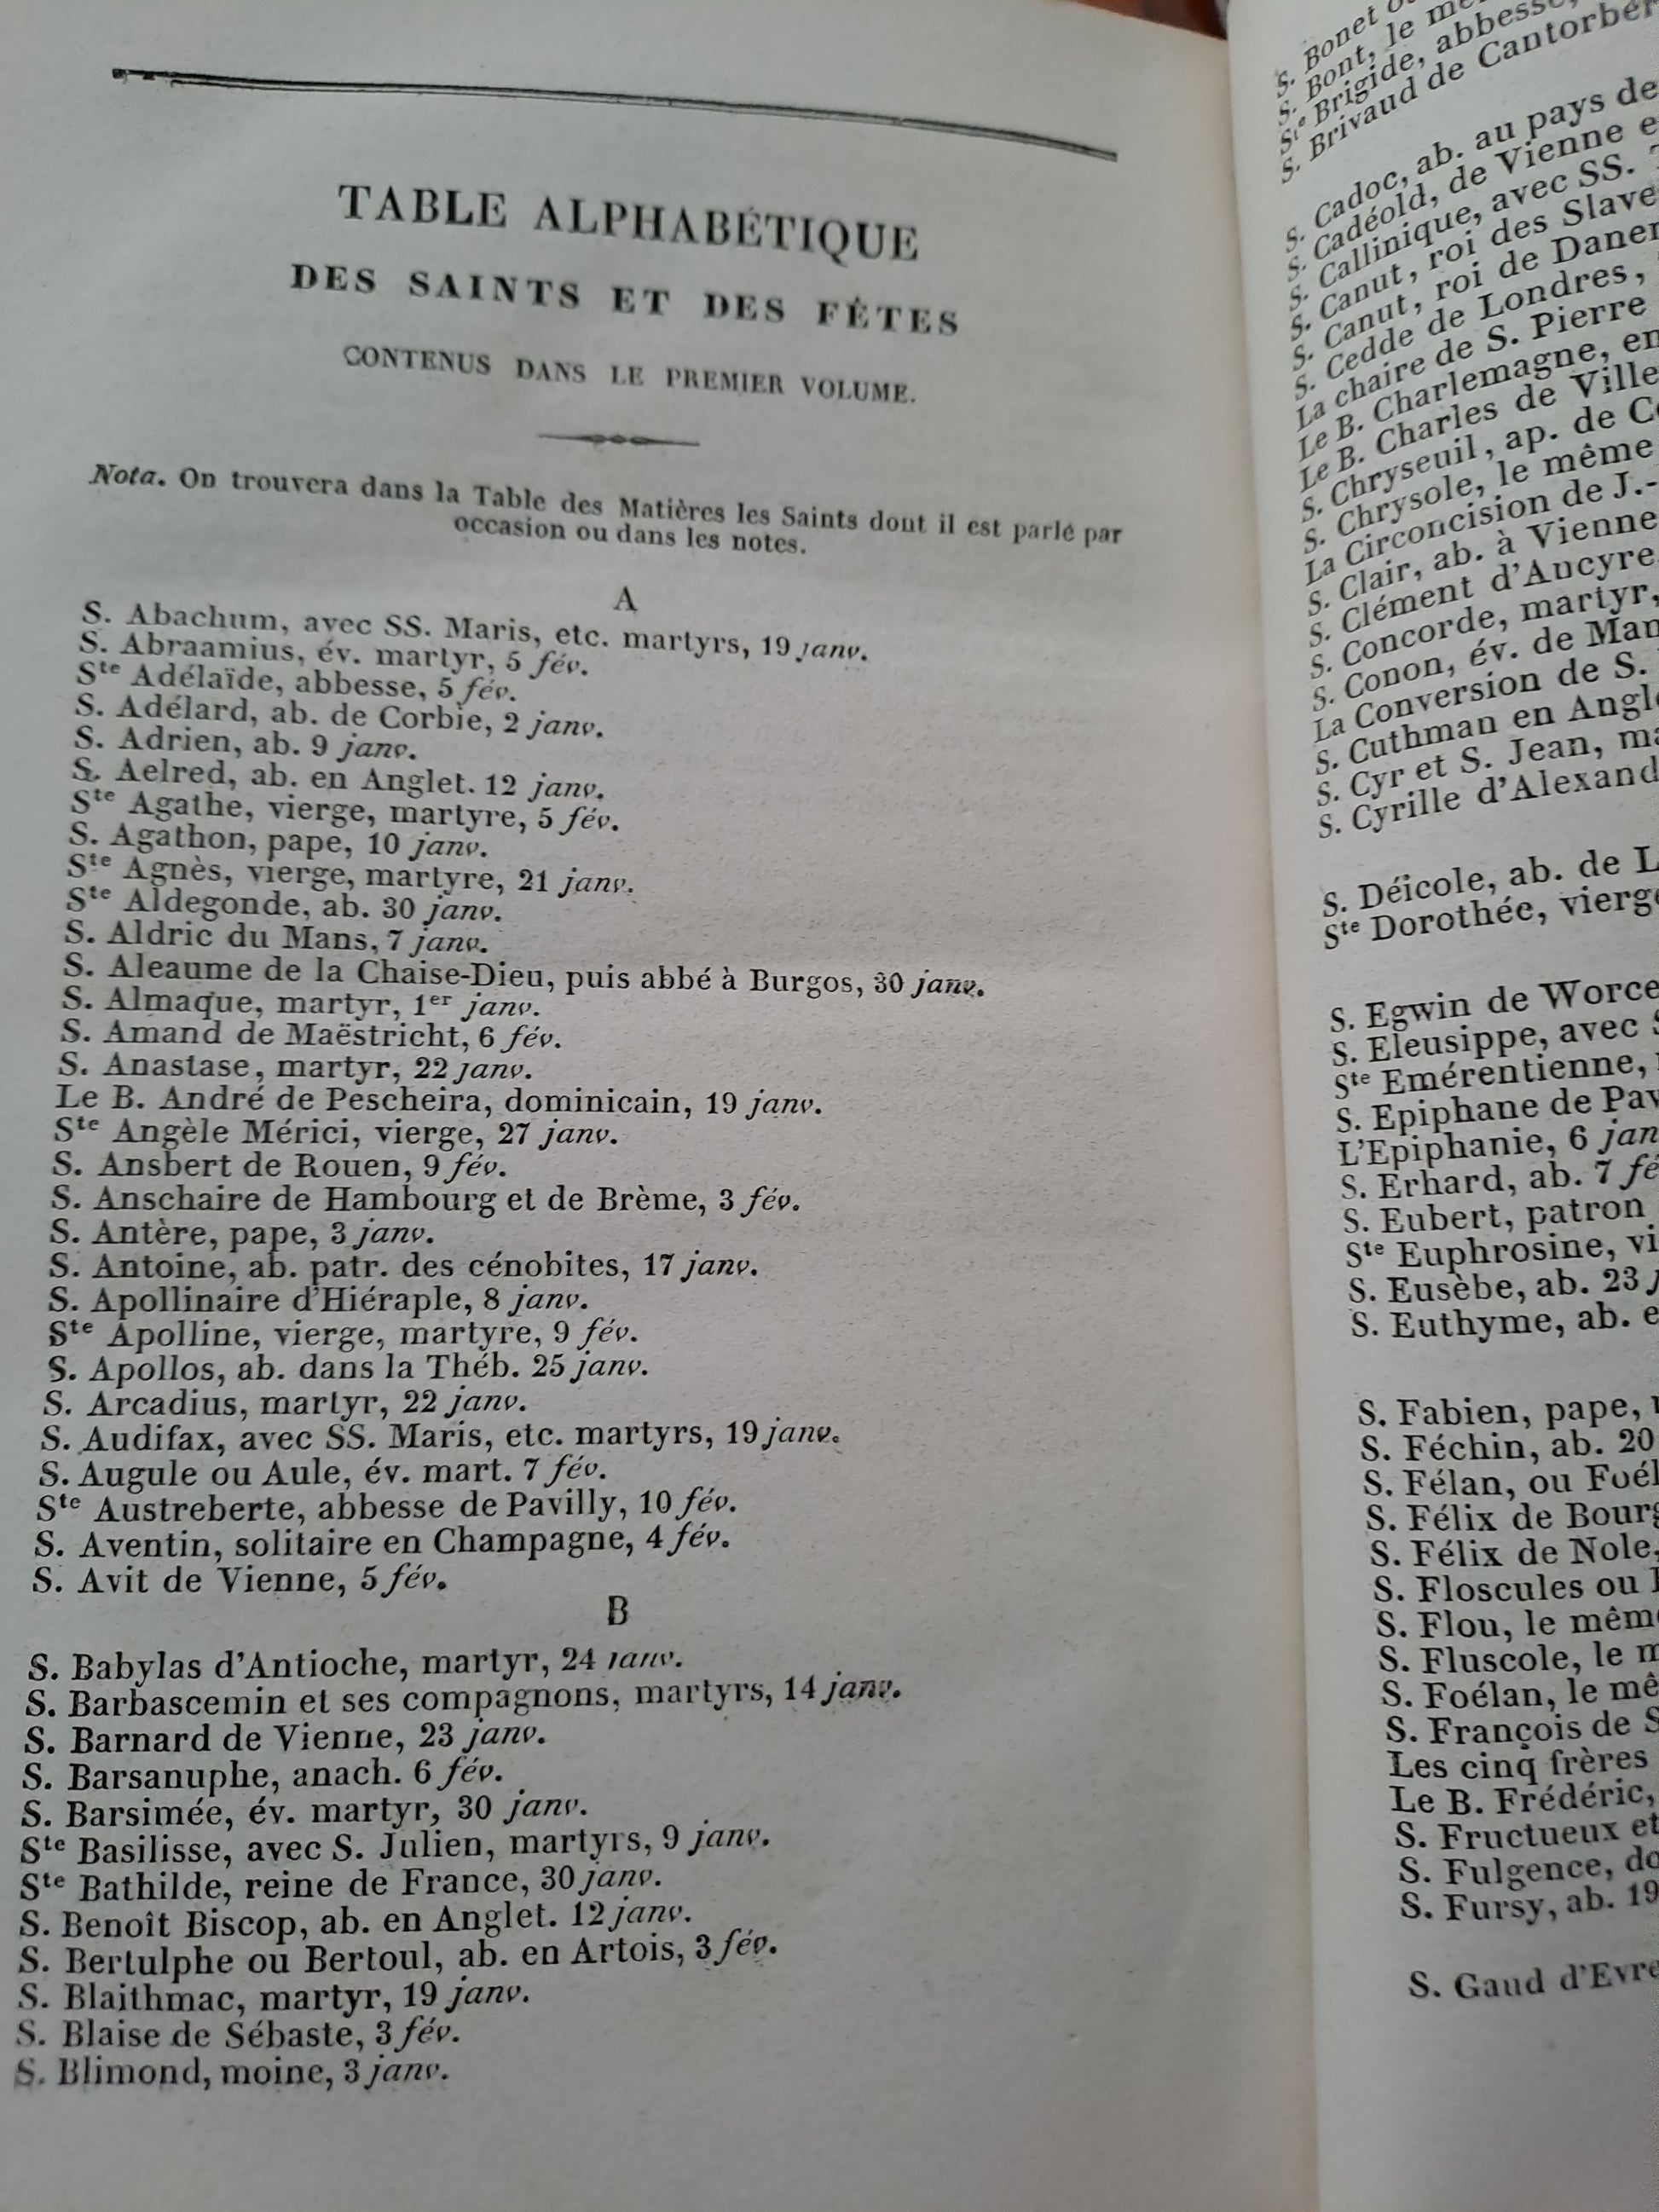 TABLE ALPHABÉTIQUE
DES SAINTS ET DES FÊTES
CONTENUS DANS LE PREMIER VOLUME.
Nota. On trouvera dans la Table des Matières les Saints dont il est parlé par
occasion ou dans les notes.
A
S. Abachum, avec SS. Maris, etc. martyrs, 19 janv.
S. Abraamius, év. martyr, 5 fév.
Ste Adélaïde, abbesse, 5 fév.
S. Adélard, ab. de Corbie, 2 janv.
S. Adrien, ab. 9 janv.
S. Aelred, ab. en Anglet. 12 janv.
Ste Agathe, vierge, martyre, 5 fév.
S. Agathon, pape, 10 janv.
Ste Agnès, vierge, martyre, 21 janv.
Ste Aldegonde, ab. 30 janv.
S. Aldric du Mans, 7 janv.
S. Aleaume de la Chaise-Dieu, puis abbé à Burgos, 30 janv.
S. Almaque, martyr, 1er janv.
S. Amand de Maëstricht, 6 fév.
S. Anastase, martyr, 22 janv.
Le B. André de Pescheira, dominicain, 19 janv.
Ste Angèle Mérici, vierge, 27 janv.
S. Ansbert de Rouen, 9 fév.
S. Anschaire de Hambourg et de Brème, 3 fév.
S. Antère, pape, 3 janv.
S. Antoine, ab. patr. des cénobites, 17 janv.
S. Apollinaire d'Hiéraple, 8 janv.
Ste Apolline, vierge, martyre, 9 fév.
S. Apollos, ab. dans la Théb. 25 janv.
S. Arcadius, martyr, 22 janv.
S. Audifax, avec SS. Maris, etc. martyrs, 19 janv.
S. Augule ou Aule, év. mart. 7 fév.
Ste Austreberte, abbesse de Pavilly, 10 fév.
S. Aventin, solitaire en Champagne, 4 fév.
S. Avit de Vienne, 5 fév.
B
S. Babylas d'Antioche, martyr, 24 janv.
S. Barbascemin et ses compagnons, martyrs, 14 janv.
S. Barnard de Vienne, 23 janv.
S. Barsanuphe, anach. 6 fév.
S. Barsimée, év. martyr, 30 janv.
Ste Basilisse, avec S. Julien, martyrs, 9 janv.
Ste Bathilde, reine de France, 30 janv.
S. Benoît Biscop, ab. en Anglet. 12 janv.
S. Bertulphe ou Bertoul, ab. en Artois, 3 fév.
S. Blaithmac, martyr, 19 janv.
S. Blaise de Sébaste, 3 fév.
S. Blimond, moine, 3 janv.
S. Bonet
S. Bont, le
Ste Brigide, abbesse,
S. Brivaud de Cantorbér
S. Cadoc, ab. au pays de
S. Cadéold, de Vienne e
S. Callinique, avec SS.
S. Canut, roi des Slave
S. Canut, roi de Danem
S. Cedde de Londres,
La chaire de S. Pierre
Le B. Charlemagne, en
Le B. Charles de Ville
S. Chryseuil, ap. de Co
S. Chrysole, le même
La Circoncision de J.-
S. Clair, ab. à Vienne
S. Clément d'Ancyre
S. Concorde, martyr,
S. Conon, év. de Man
La Conversion de S.
S. Cuthman en Angle
S. Cyr et S. Jean, ma
S. Cyrille d'Alexand
S. Déicole, ab. de L
Ste Dorothée, vierge
S. Egwin de Worce
S. Eleusippe, avec S
Ste Emérentienne,
S. Epiphane de Pav
L'Epiphanie, 6 jan
S. Erhard, ab. 7 fé
S. Eubert, patron
Ste Euphrosine, vi
S. Eusèbe, ab. 23 j
S. Euthyme, ab. e
S. Fabien, pape,
S. Féchin, ab. 20
S. Félan, ou Foél
S. Félix de Bourg
S. Félix de Nole,
S. Floscules ou
S. Flou, le mêm
S. Fluscole, le m
S. Foélan, le mê
S. François de S
Les cinq frères
Le B. Frédéric,
S. Fructueux et
S. Fulgence, do
S. Fursy, ab. 19
S. Gaud d'Evre